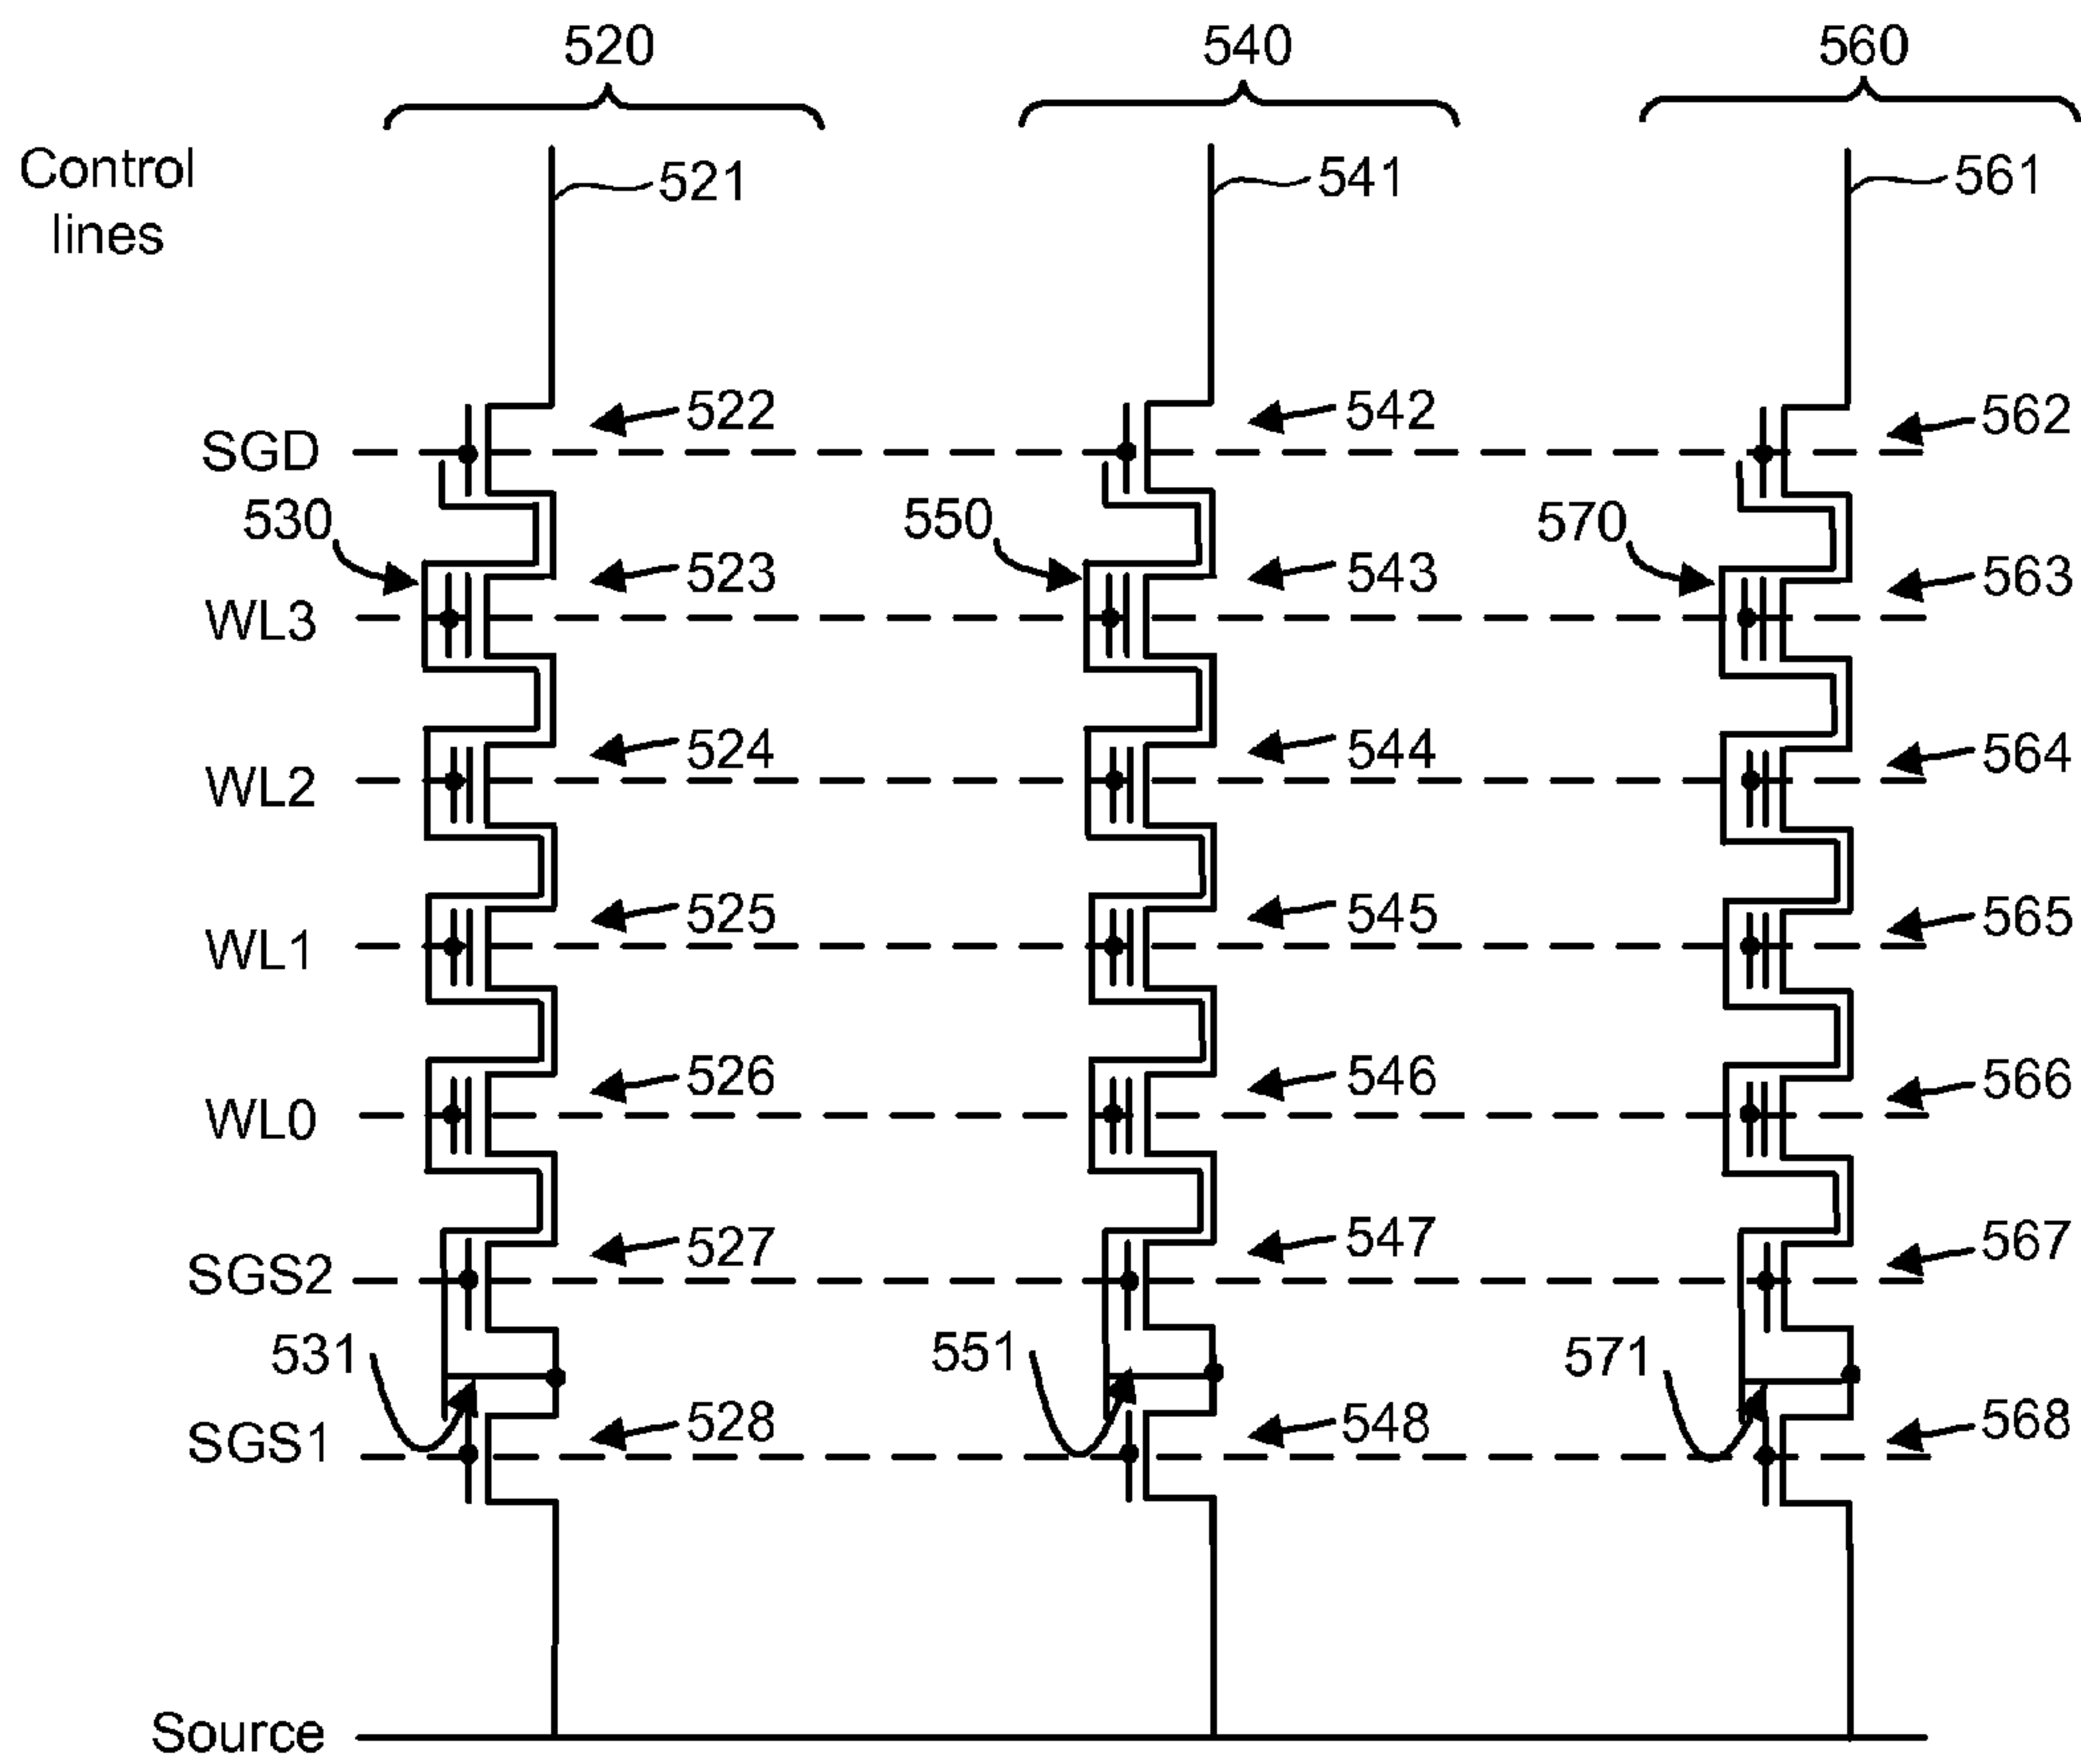 520 540 560
Control
lines
521 541 561
SGD 522 542 562
530 550 570
WL3 523 543 563
WL2 524 544 564
WL1 525 545 565
WL0 526 546 566
SGS2 527 547 567
531 551 571
SGS1 528 548 568
Source